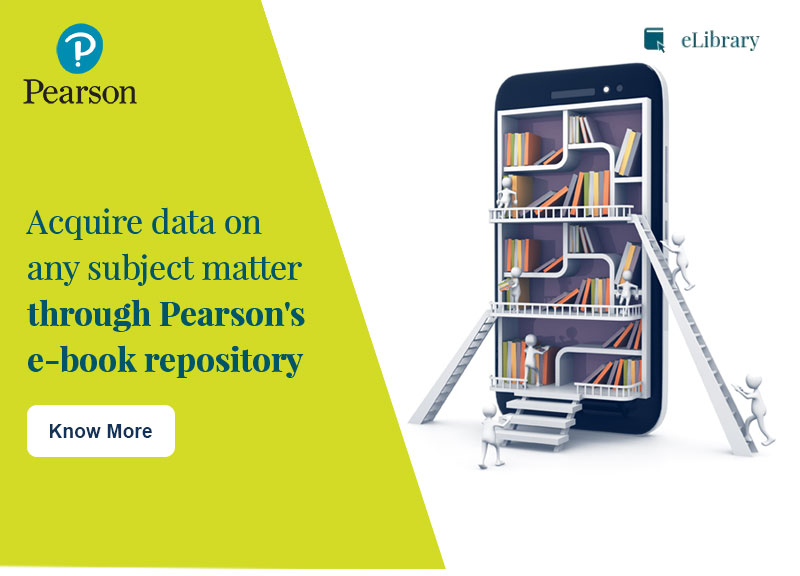 Pearson
eLibrary
Acquire data on
any subject matter
through Pearson's
e-book repository
Know More